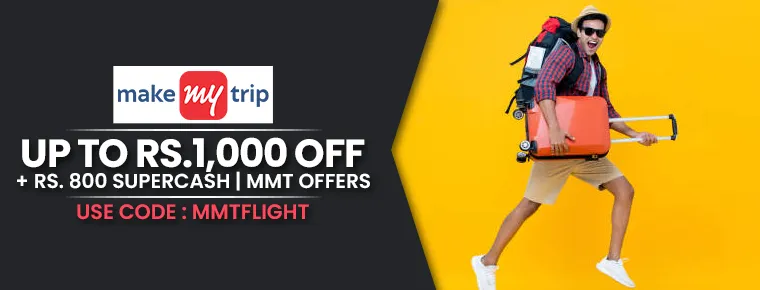 make my trip
UP TO RS.1,000 OFF
+ RS. 800 SUPERCASH | MMT OFFERS
USE CODE : MMTFLIGHT